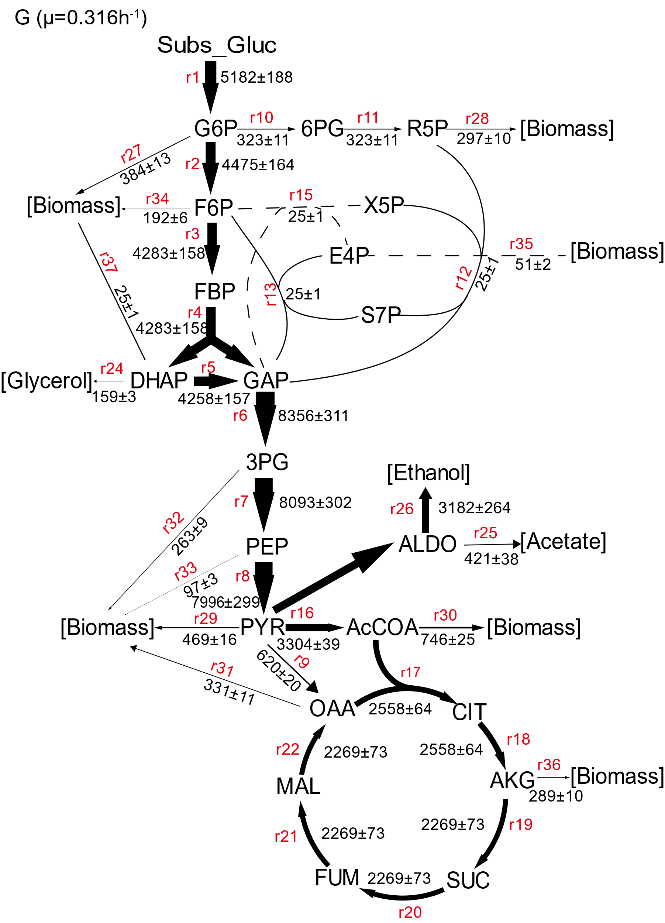 G (μ=0.316h⁻¹)
Subs_Gluc
r1 5182±188
r10 r11 r28
G6P 6PG R5P [Biomass]
323±11 323±11 297±10
r27
384±13
r2 4475±164
r34 r15
[Biomass] F6P X5P
192±6 25±1
r3
4283±158
E4P r35 [Biomass]
51±2
r37
25±1
FBP
r13 25±1
r12
25±1
S7P
r4
4283±158
r24 r5
[Glycerol] DHAP GAP
159±3 4258±157
r6 8356±311
3PG
[Ethanol]
r7 8093±302
r26 3182±264
r32
263±9
PEP
r25
ALDO [Acetate]
421±38
r33
97±3
r8
7996±299
r29 r16 r30
[Biomass] PYR AcCOA [Biomass]
469±16 3304±39 746±25
r9
620±20
r31
331±11
r17
OAA 2558±64 CIT
r22 2269±73 2558±64 r18
r36
MAL AKG [Biomass]
289±10
r21 2269±73 2269±73 r19
FUM 2269±73 SUC
r20